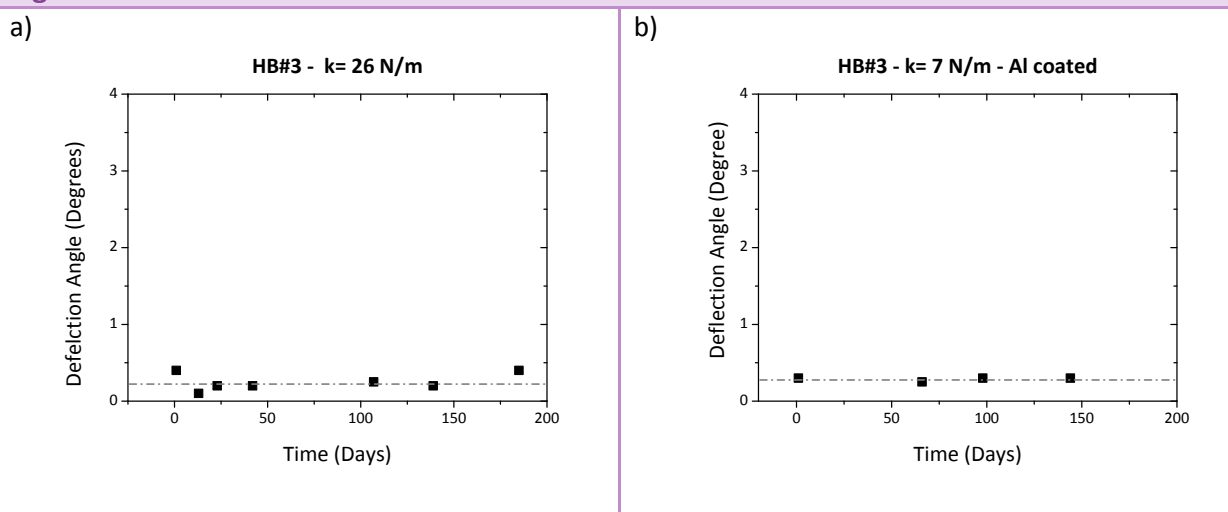 a)
HB#3 - k= 26 N/m
4
3
2
1
0
Defelction Angle (Degrees)
0 50 100 150 200
Time (Days)
b)
HB#3 - k= 7 N/m - Al coated
4
3
2
1
0
Deflection Angle (Degree)
0 50 100 150 200
Time (Days)